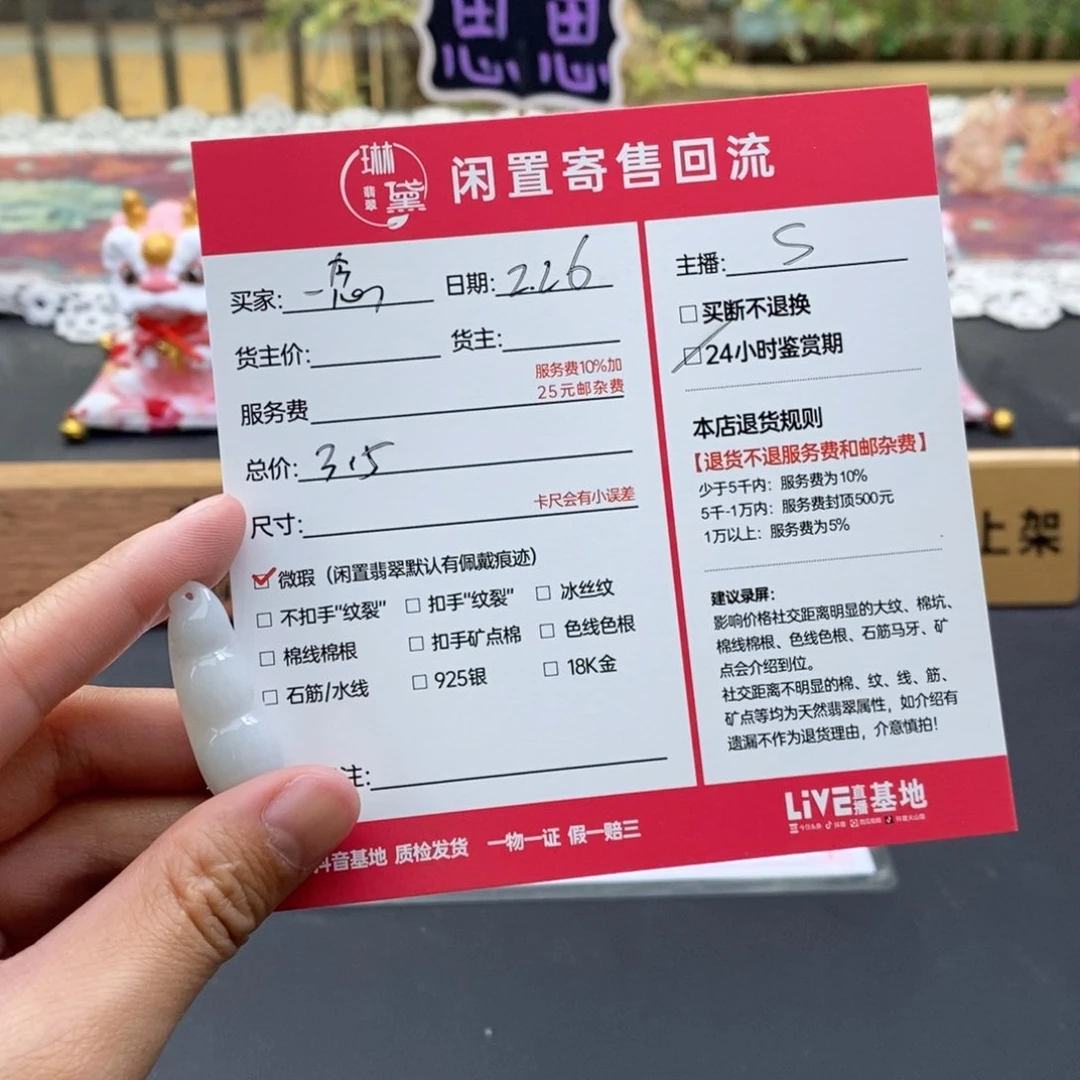 琳黛
翡翠
闲置寄售回流
买家:
日期: 2.26
货主价:
货主:
服务费10%加
25元邮杂费
服务费
总价: 315
卡尺会有小误差
尺寸:
微瑕（闲置翡翠默认有佩戴痕迹）
不扣手"纹裂"
扣手"纹裂"
冰丝纹
棉线棉根
扣手矿点棉
色线色根
石筋/水线
925银
18K金
注:
主播: S
买断不退换
24小时鉴赏期
本店退货规则
【退货不退服务费和邮杂费】
少于5千内：服务费为10%
5千-1万内：服务费封顶500元
1万以上：服务费为5%
建议录屏：
影响价格社交距离明显的大纹、棉坑、
棉线棉根、色线色根、石筋马牙、矿
点会介绍到位。
社交距离不明显的棉、纹、线、筋、
矿点等均为天然翡翠属性，如介绍有
遗漏不作为退货理由，介意慎拍！
抖音基地 质检发货 一物一证 假一赔三
LiVE直播基地
上架